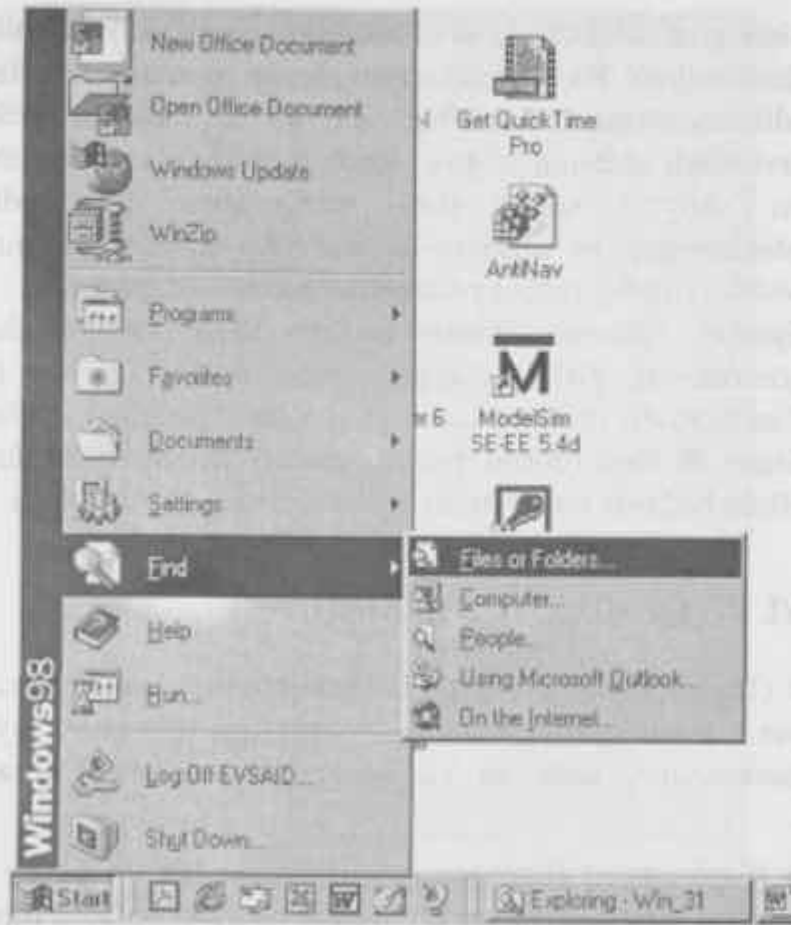 New Office Document
Open Office Document
Windows Update
WinZip
Programs
Favorites
Documents
Settings
Find
Help
Run...
Log Off EVSAID...
Shut Down...
Windows98
Get QuickTime
Pro
AntiNav
ar 6
ModelSim
SE-EE 5.4d
Files or Folders...
Computer...
People...
Using Microsoft Outlook...
On the Internet...
Start
Exploring - Win_31